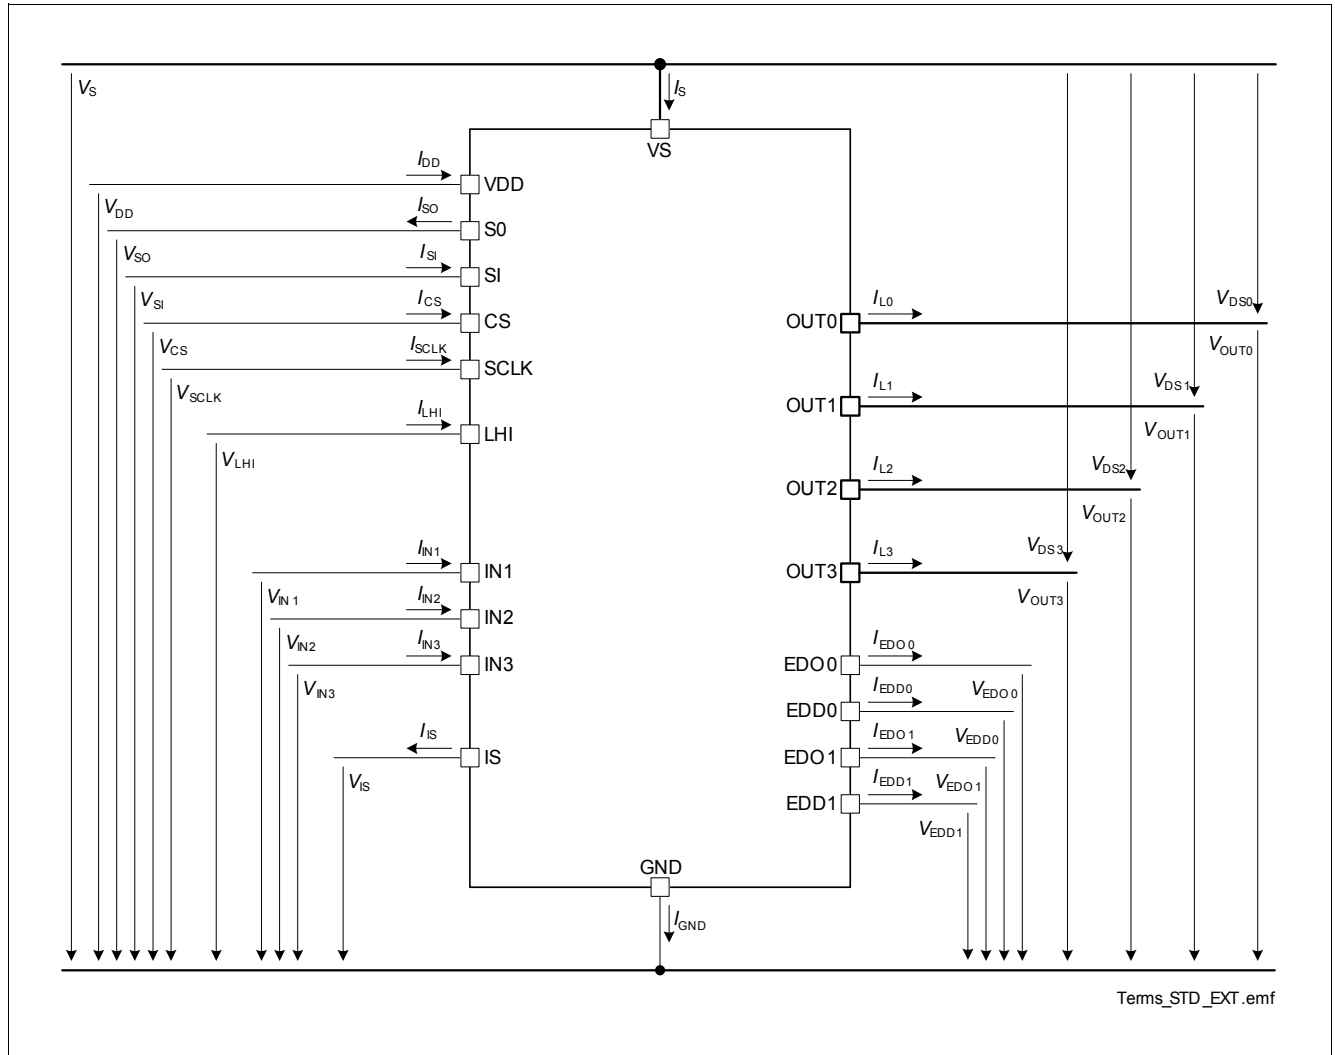 VS
IS
VS
IDD
VDD
VDD
ISO
S0
VSO
ISI
SI
VSI
ICS
CS
VCS
ISCLK
SCLK
VSCLK
ILHI
LHI
VLHI
IIN1
IN1
VIN1
IIN2
IN2
VIN2
IIN3
IN3
VIN3
IIS
IS
VIS
OUT0
IL0
VDS0
VOUT0
OUT1
IL1
VDS1
VOUT1
OUT2
IL2
VDS2
VOUT2
OUT3
IL3
VDS3
VOUT3
EDO0
IEDO0
VEDO0
EDD0
IEDD0
VEDD0
EDO1
IEDO1
VEDO1
EDD1
IEDD1
VEDD1
GND
IGND
Terms_STD_EXT.emf